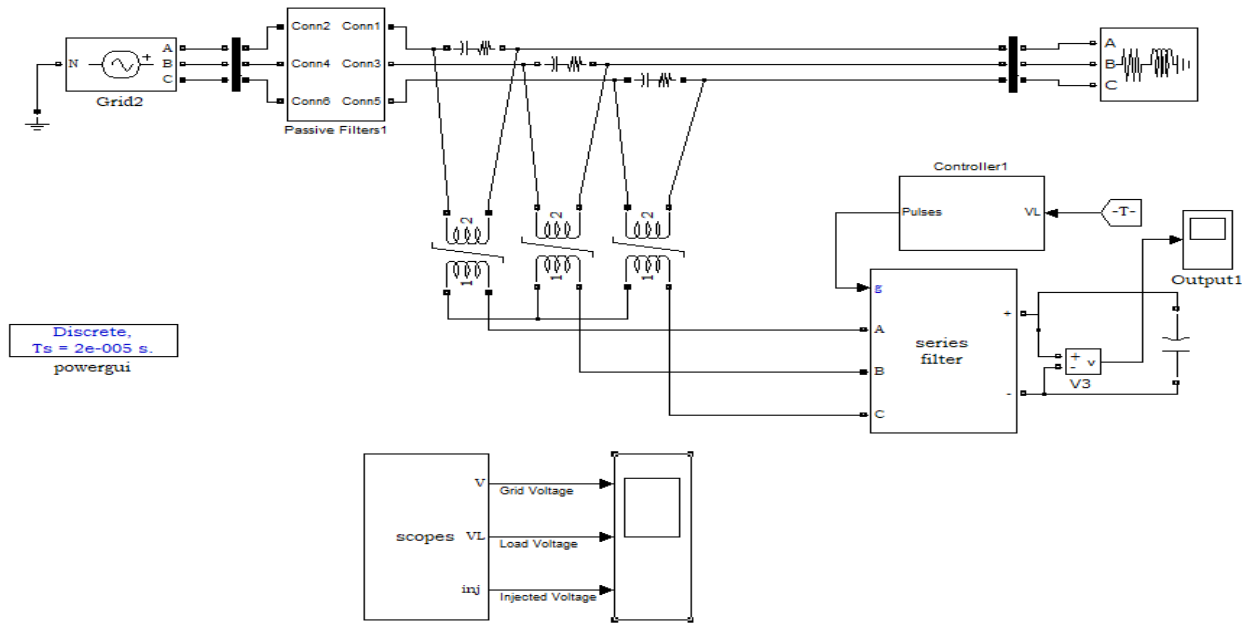 Conn2 Conn1
A
N
B
C
Conn4 Conn3
Conn6 Conn5
Grid2
Passive Filters1
A
B
C
Controller1
Pulses VL
-T-
Output1
2
1
2
1
2
1
g
A
B
C
series
filter
+
-
+
-
v
V3
Discrete,
Ts = 2e-005 s.
powergui
scopes
V
VL
inj
Grid Voltage
Load Voltage
Injected Voltage